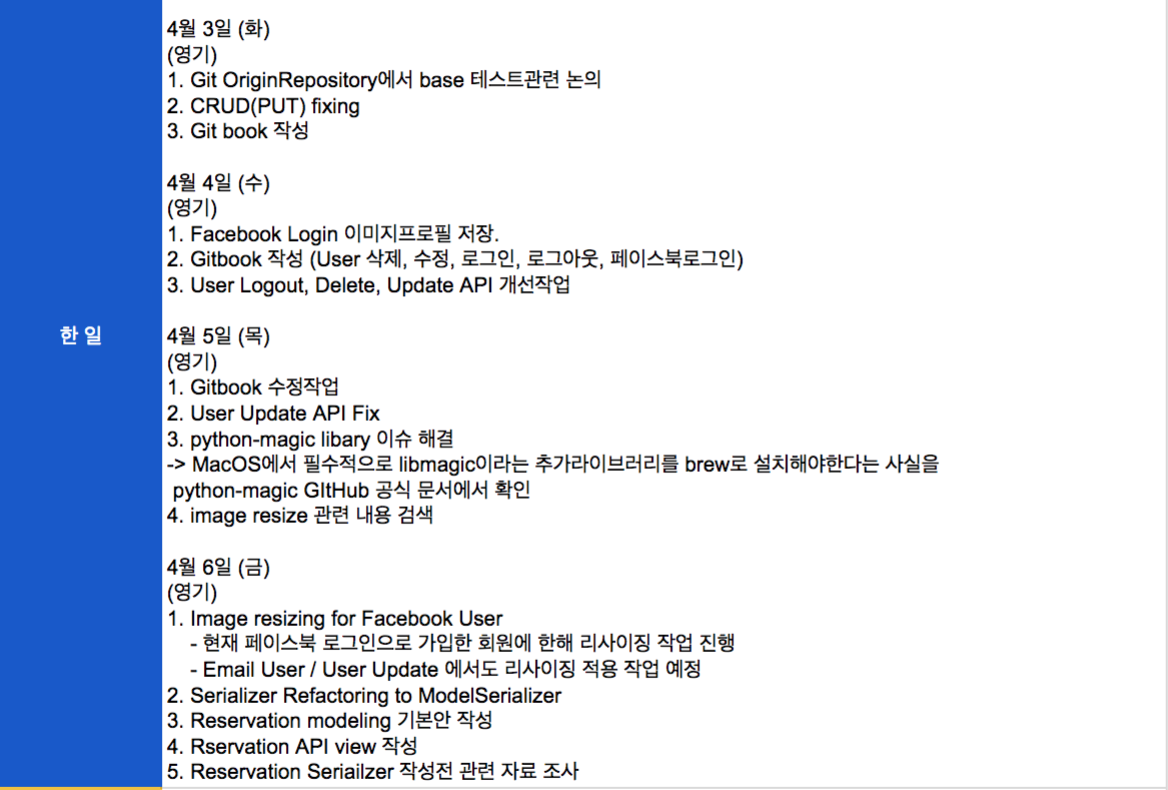 한 일
4월 3일 (화)
(영기)
1. Git OriginRepository에서 base 테스트관련 논의
2. CRUD(PUT) fixing
3. Git book 작성
4월 4일 (수)
(영기)
1. Facebook Login 이미지프로필 저장.
2. Gitbook 작성 (User 삭제, 수정, 로그인, 로그아웃, 페이스북로그인)
3. User Logout, Delete, Update API 개선작업
4월 5일 (목)
(영기)
1. Gitbook 수정작업
2. User Update API Fix
3. python-magic libary 이슈 해결
-> MacOS에서 필수적으로 libmagic이라는 추가라이브러리를 brew로 설치해야한다는 사실을
python-magic GItHub 공식 문서에서 확인
4. image resize 관련 내용 검색
4월 6일 (금)
(영기)
1. Image resizing for Facebook User
- 현재 페이스북 로그인으로 가입한 회원에 한해 리사이징 작업 진행
- Email User / User Update 에서도 리사이징 적용 작업 예정
2. Serializer Refactoring to ModelSerializer
3. Reservation modeling 기본안 작성
4. Rservation API view 작성
5. Reservation Seriailzer 작성전 관련 자료 조사